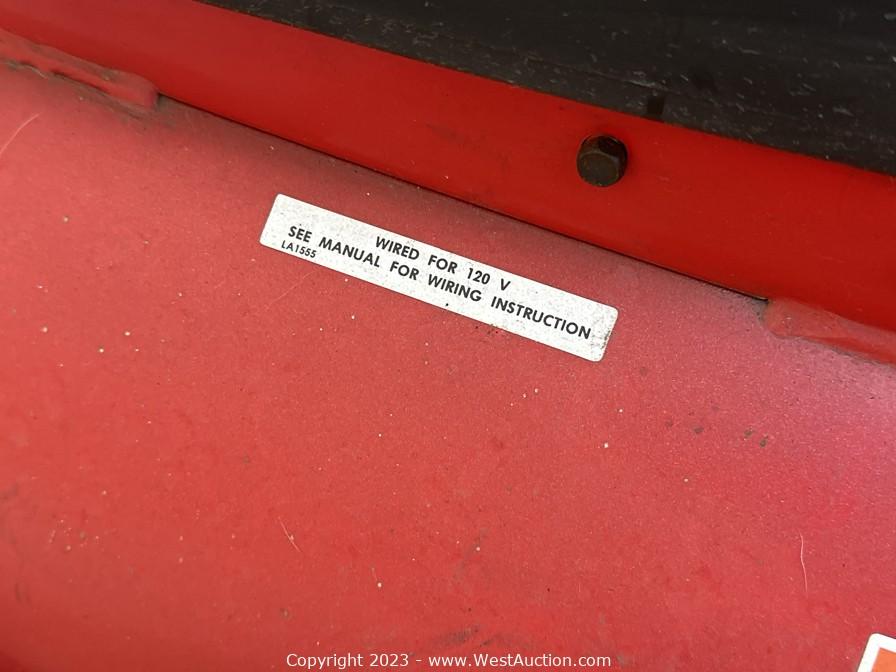 WIRED FOR 120 V
SEE MANUAL FOR WIRING INSTRUCTION
LA1555
Copyright 2023 - www.WestAuction.com